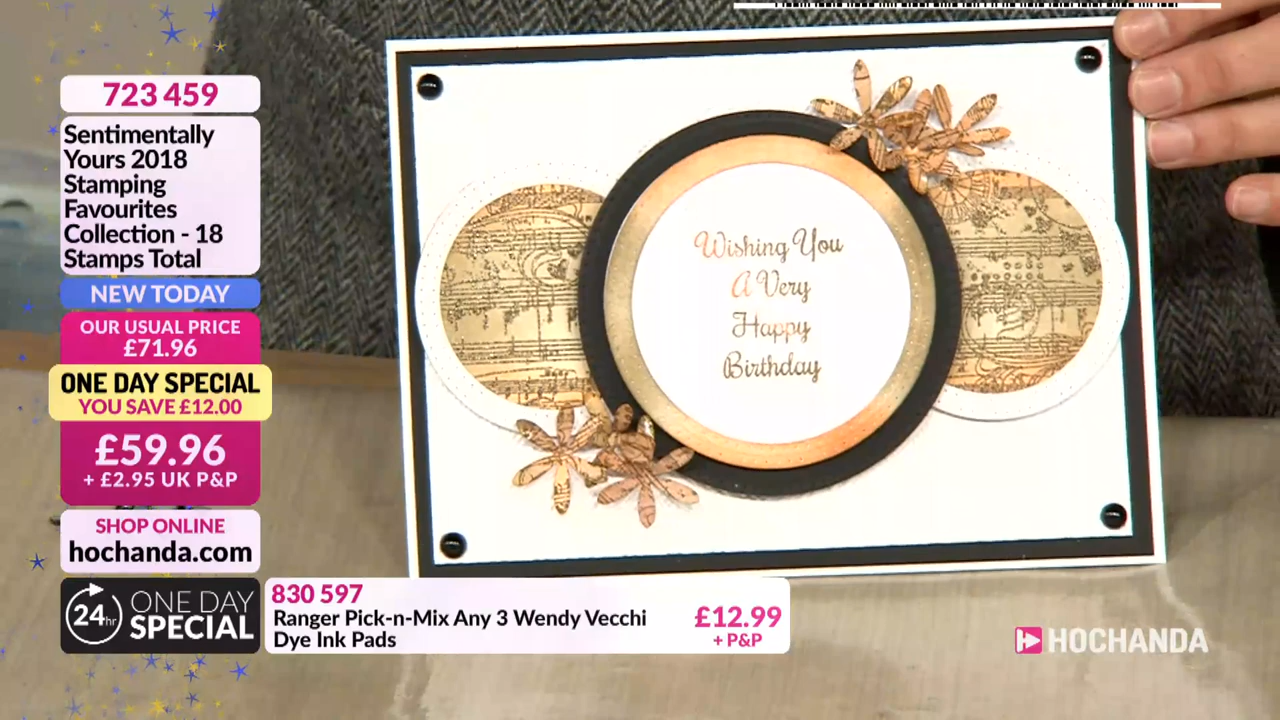 723 459
Sentimentally
Yours 2018
Stamping
Favourites
Collection - 18
Stamps Total
NEW TODAY
OUR USUAL PRICE
£71.96
ONE DAY SPECIAL
YOU SAVE £12.00
£59.96
+ £2.95 UK P&P
SHOP ONLINE
hochanda.com
24hr
ONE DAY
SPECIAL
830 597
Ranger Pick-n-Mix Any 3 Wendy Vecchi
Dye Ink Pads
£12.99
+ P&P
Wishing You
A Very
Happy
Birthday
HOCHANDA